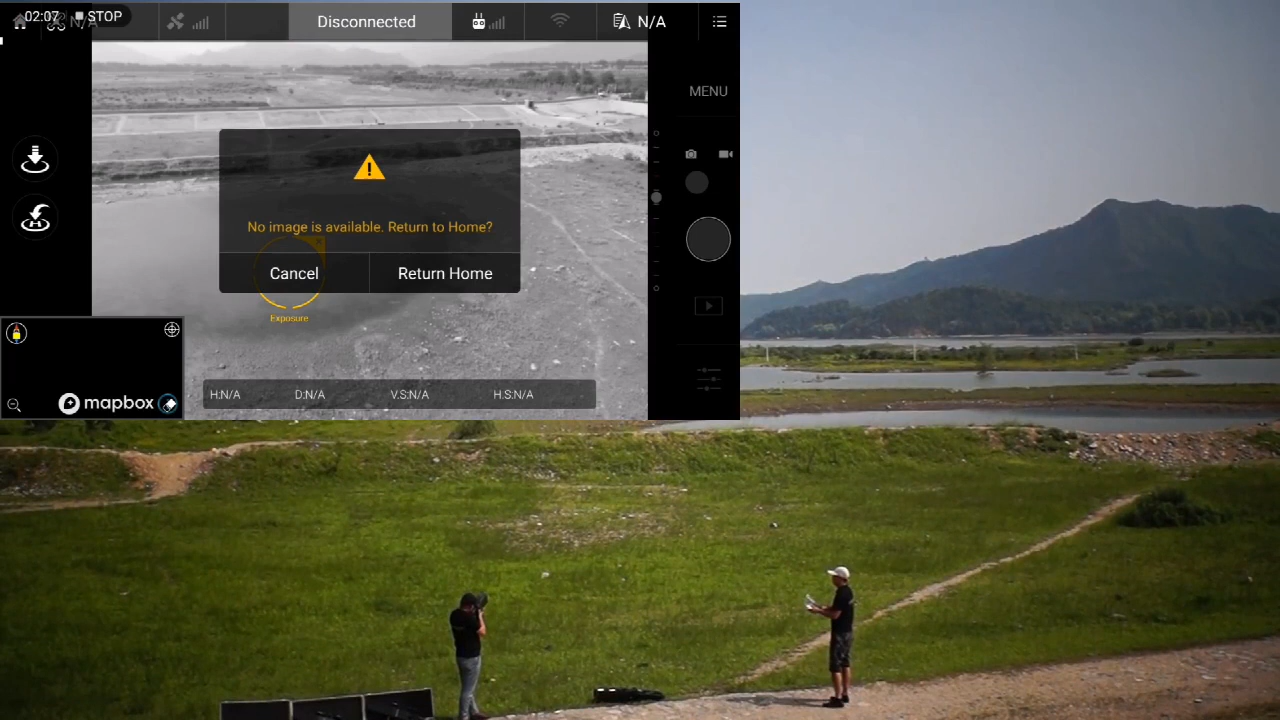 02:07 STOP
N/A
Disconnected
N/A
MENU
No image is available. Return to Home?
Cancel
Return Home
Exposure
mapbox
H:N/A
D:N/A
V.S:N/A
H.S:N/A